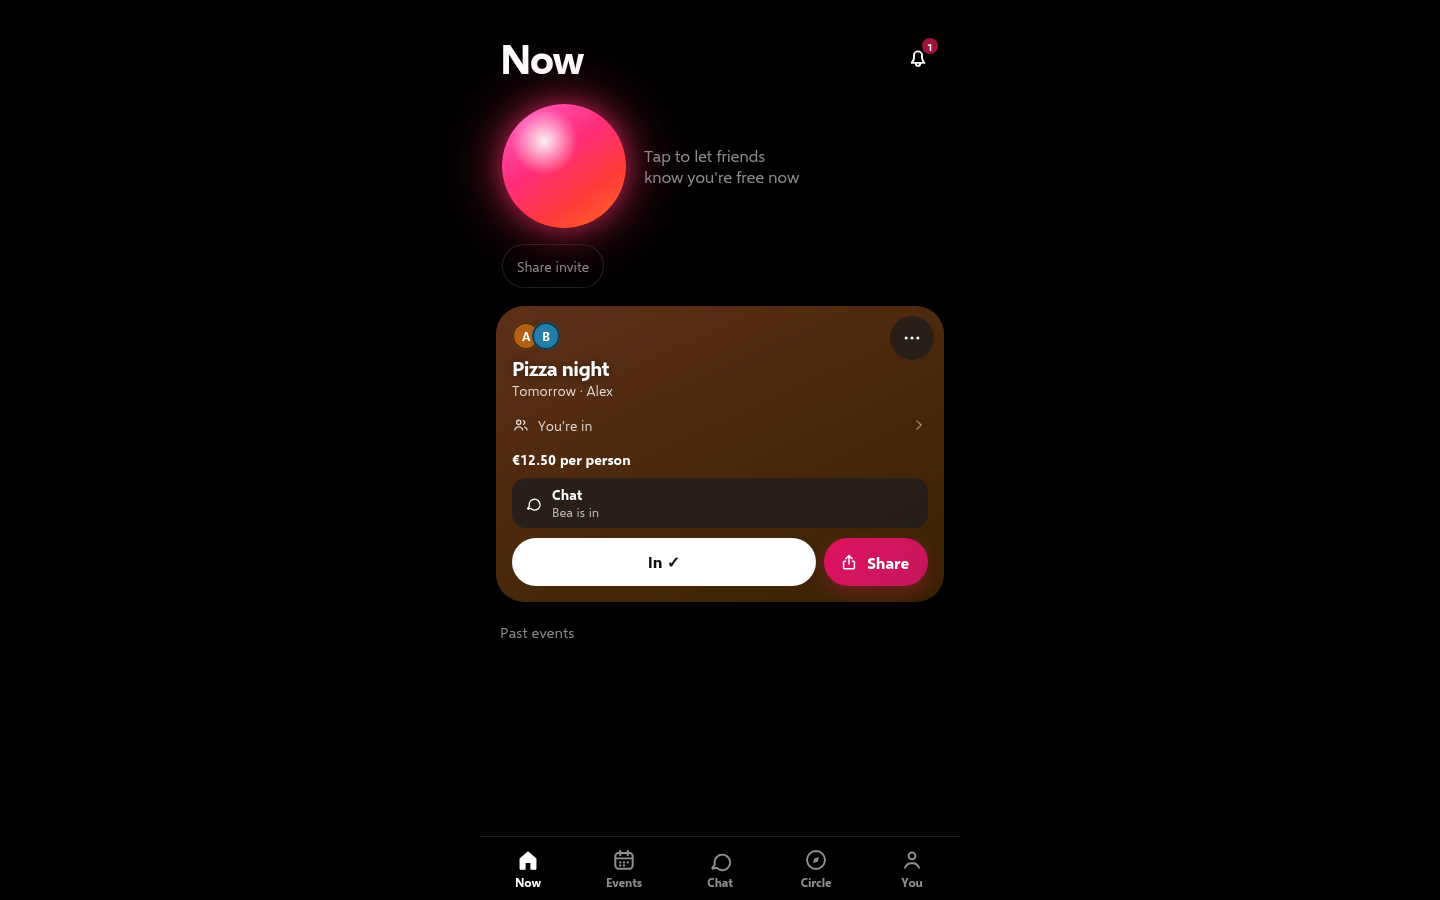 Now
1
Tap to let friends
know you're free now
Share invite
A B
Pizza night
Tomorrow · Alex
You're in
€12.50 per person
Chat
Bea is in
In ✓
Share
Past events
Now Events Chat Circle You